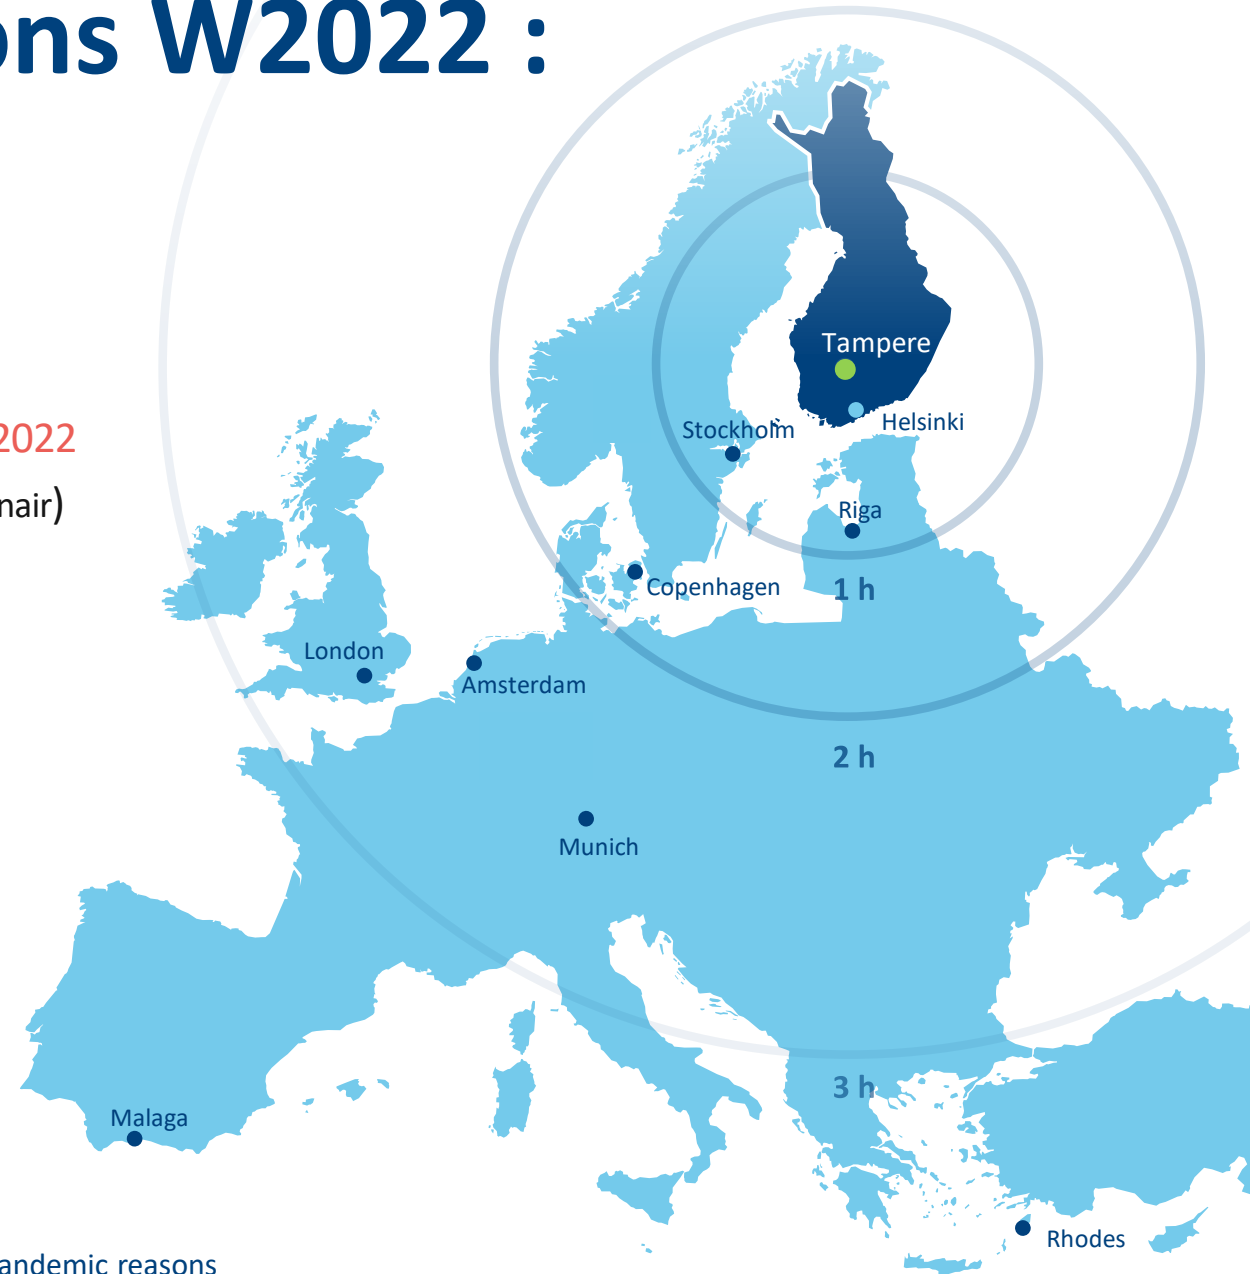 ons W2022 :
Tampere
2022
Helsinki
Stockholm
nair)
Riga
Copenhagen
1 h
London
Amsterdam
2 h
Munich
3 h
Malaga
Rhodes
andemic reasons